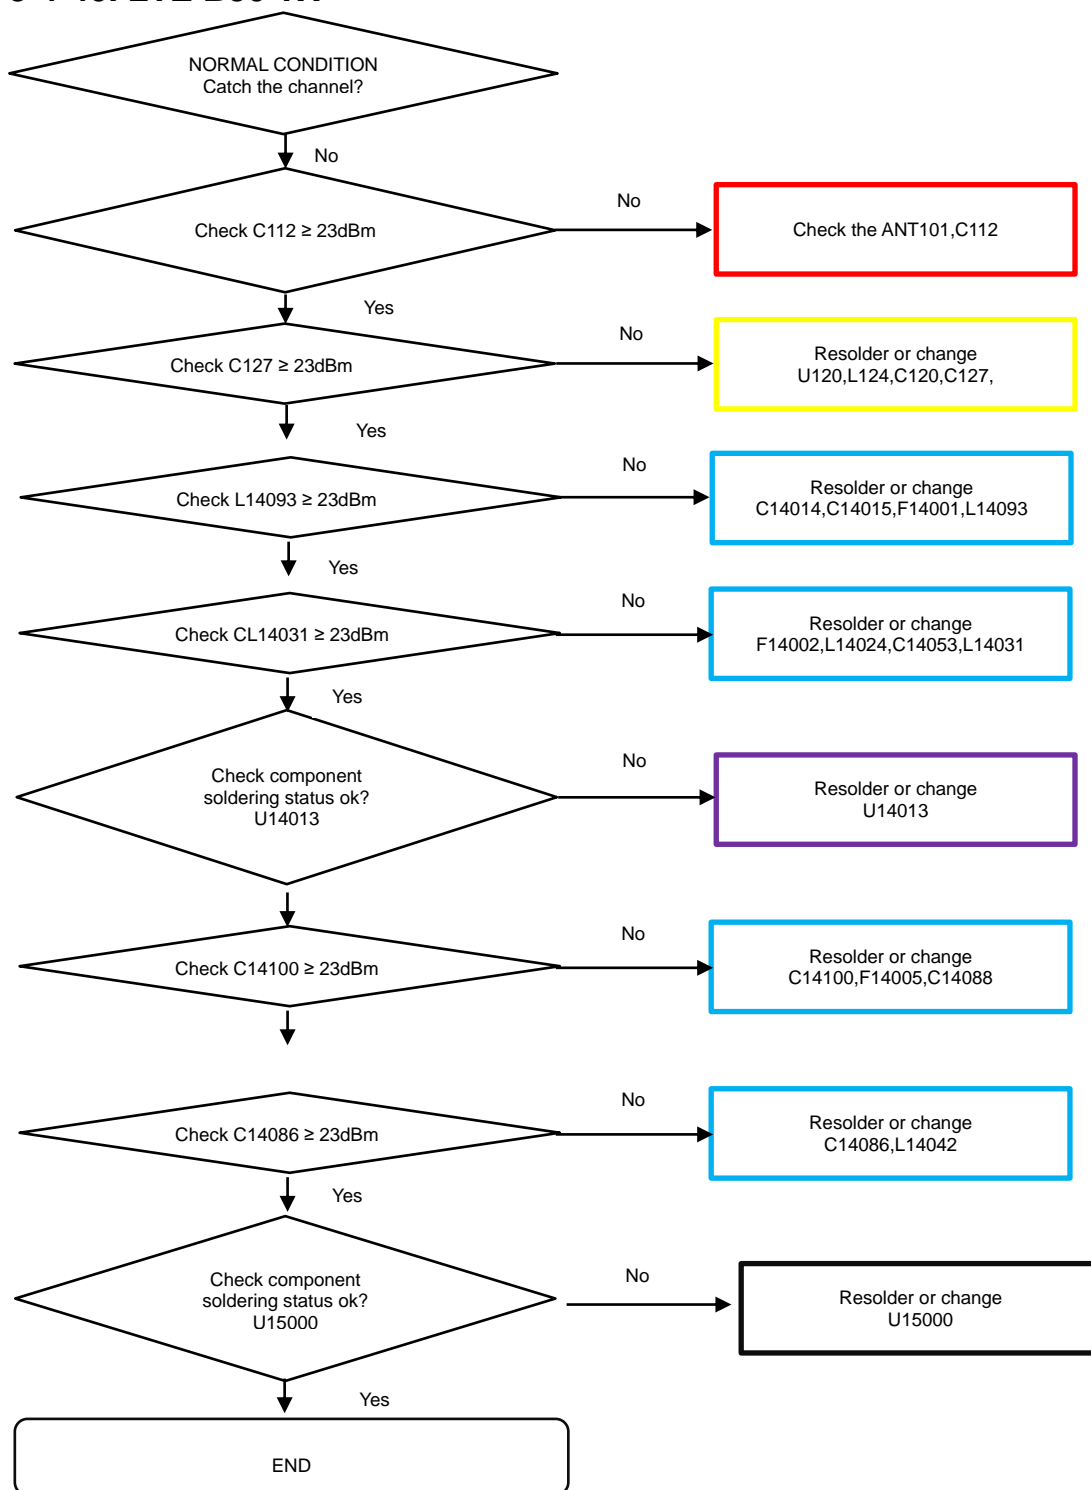 NORMAL CONDITION
Catch the channel?
No
Check C112 ≥ 23dBm
No
Check the ANT101,C112
Yes
Check C127 ≥ 23dBm
No
Resolder or change
U120,L124,C120,C127,
Yes
Check L14093 ≥ 23dBm
No
Resolder or change
C14014,C14015,F14001,L14093
Yes
Check CL14031 ≥ 23dBm
No
Resolder or change
F14002,L14024,C14053,L14031
Yes
Check component
soldering status ok?
U14013
No
Resolder or change
U14013
Check C14100 ≥ 23dBm
No
Resolder or change
C14100,F14005,C14088
Check C14086 ≥ 23dBm
No
Resolder or change
C14086,L14042
Yes
Check component
soldering status ok?
U15000
No
Resolder or change
U15000
Yes
END